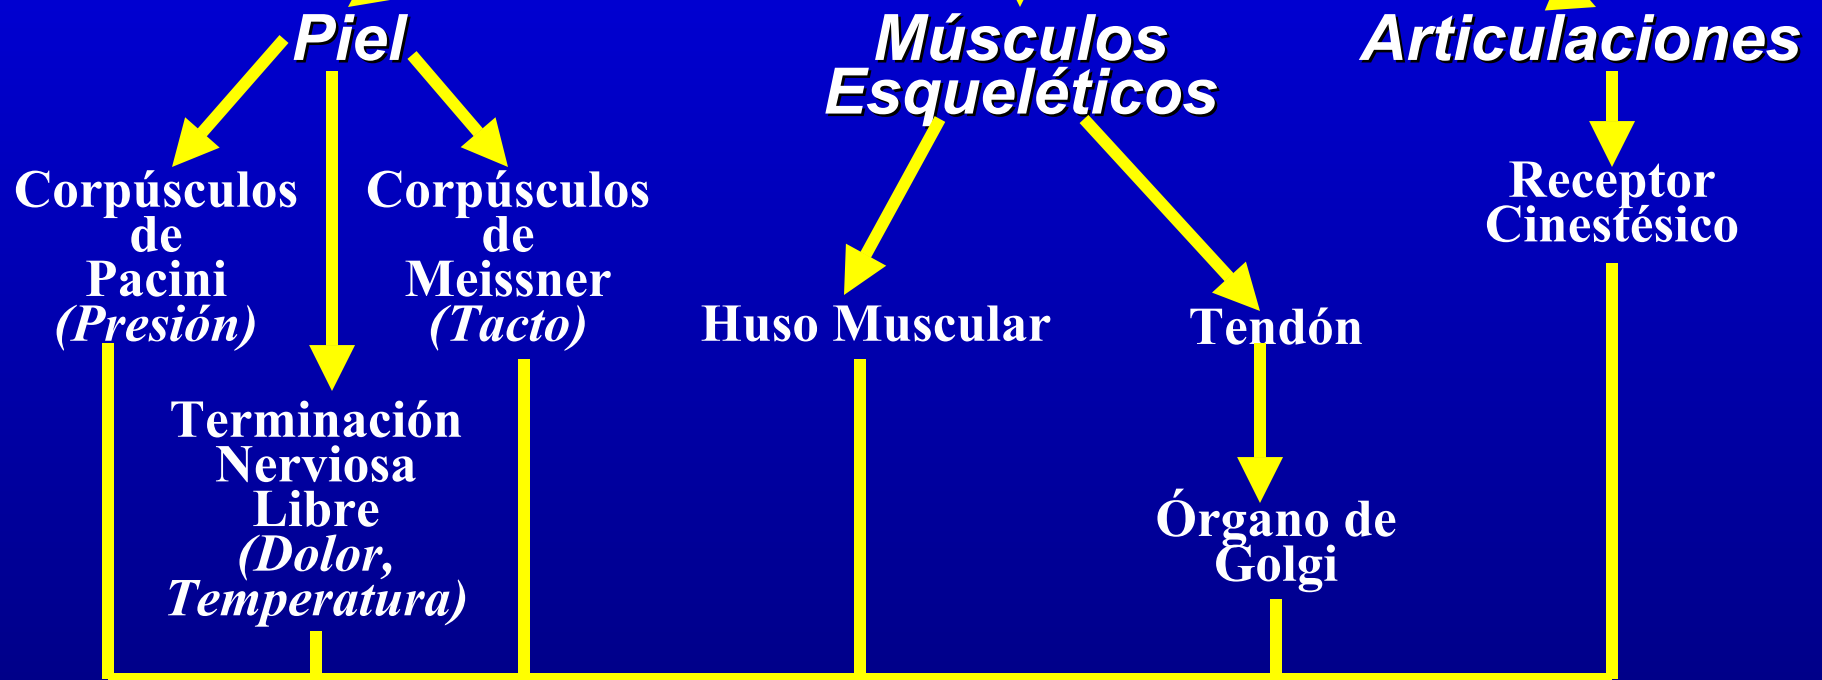 Piel
Músculos
Esqueléticos
Articulaciones
Corpúsculos
de
Pacini
(Presión)
Corpúsculos
de
Meissner
(Tacto)
Terminación
Nerviosa
Libre
(Dolor,
Temperatura)
Huso Muscular
Tendón
Órgano de
Golgi
Receptor
Cinestésico